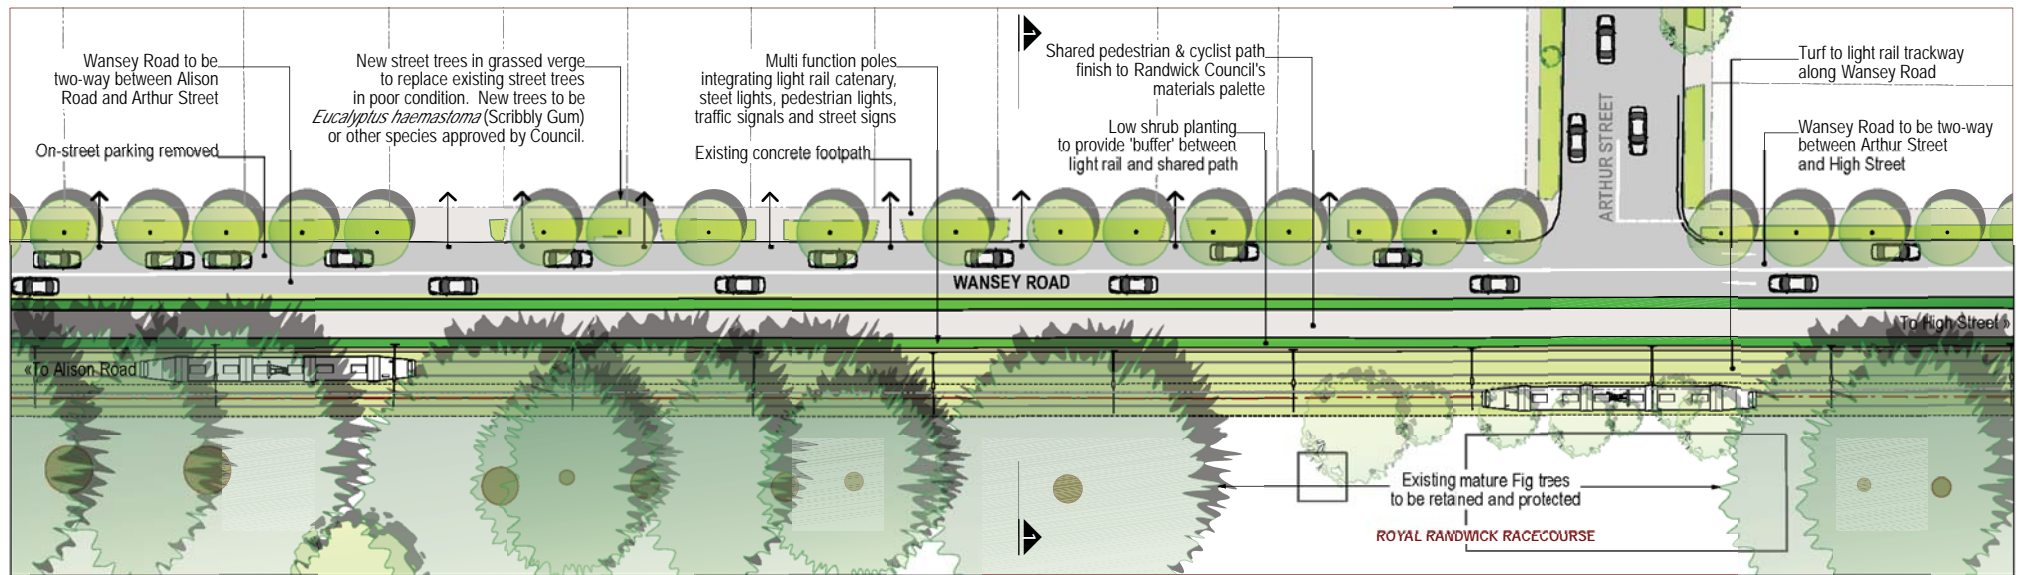 Wansey Road to be
two-way between Alison
Road and Arthur Street
On-street parking removed
New street trees in grassed verge
to replace existing street trees
in poor condition. New trees to be
Eucalyptus haemastoma (Scribbly Gum)
or other species approved by Council.
Multi function poles
integrating light rail catenary,
steet lights, pedestrian lights,
traffic signals and street signs
Existing concrete footpath
1
Shared pedestrian & cyclist path
finish to Randwick Council's
materials palette
Low shrub planting
to provide 'buffer' between
light rail and shared path
ARTHUR STREET
Turf to light rail trackway
along Wansey Road
Wansey Road to be two-way
between Arthur Street
and High Street
WANSEY ROAD
To High Street »
«To Alison Road
Existing mature Fig trees
to be retained and protected
ROYAL RANDWICK RACECOURSE
1